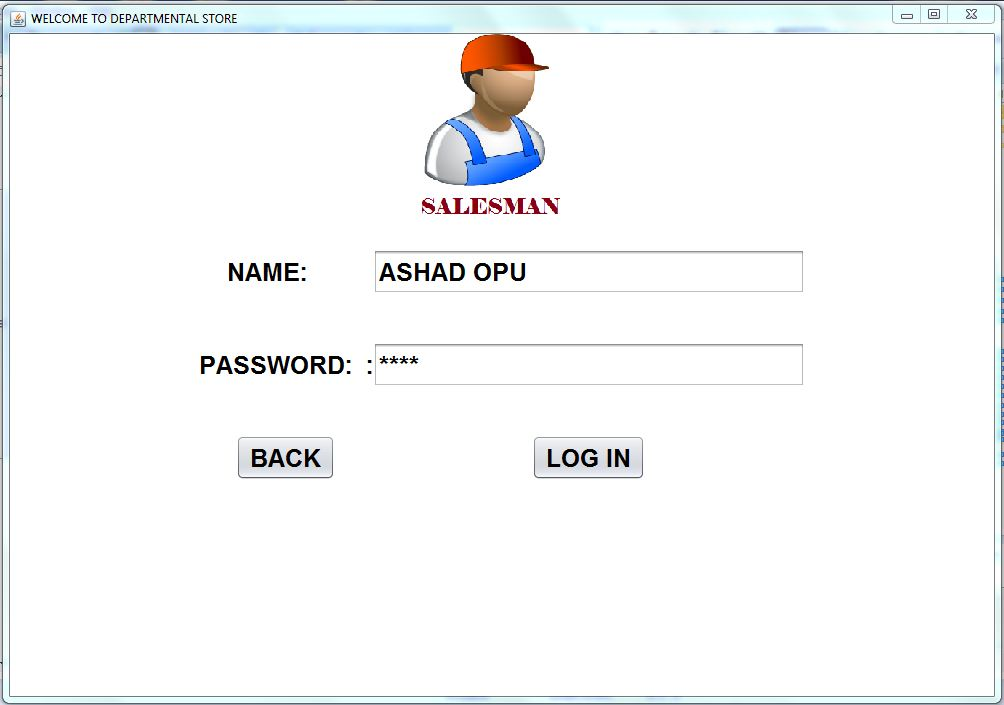 WELCOME TO DEPARTMENTAL STORE
SALESMAN
NAME: ASHAD OPU
PASSWORD: : ****
BACK LOG IN